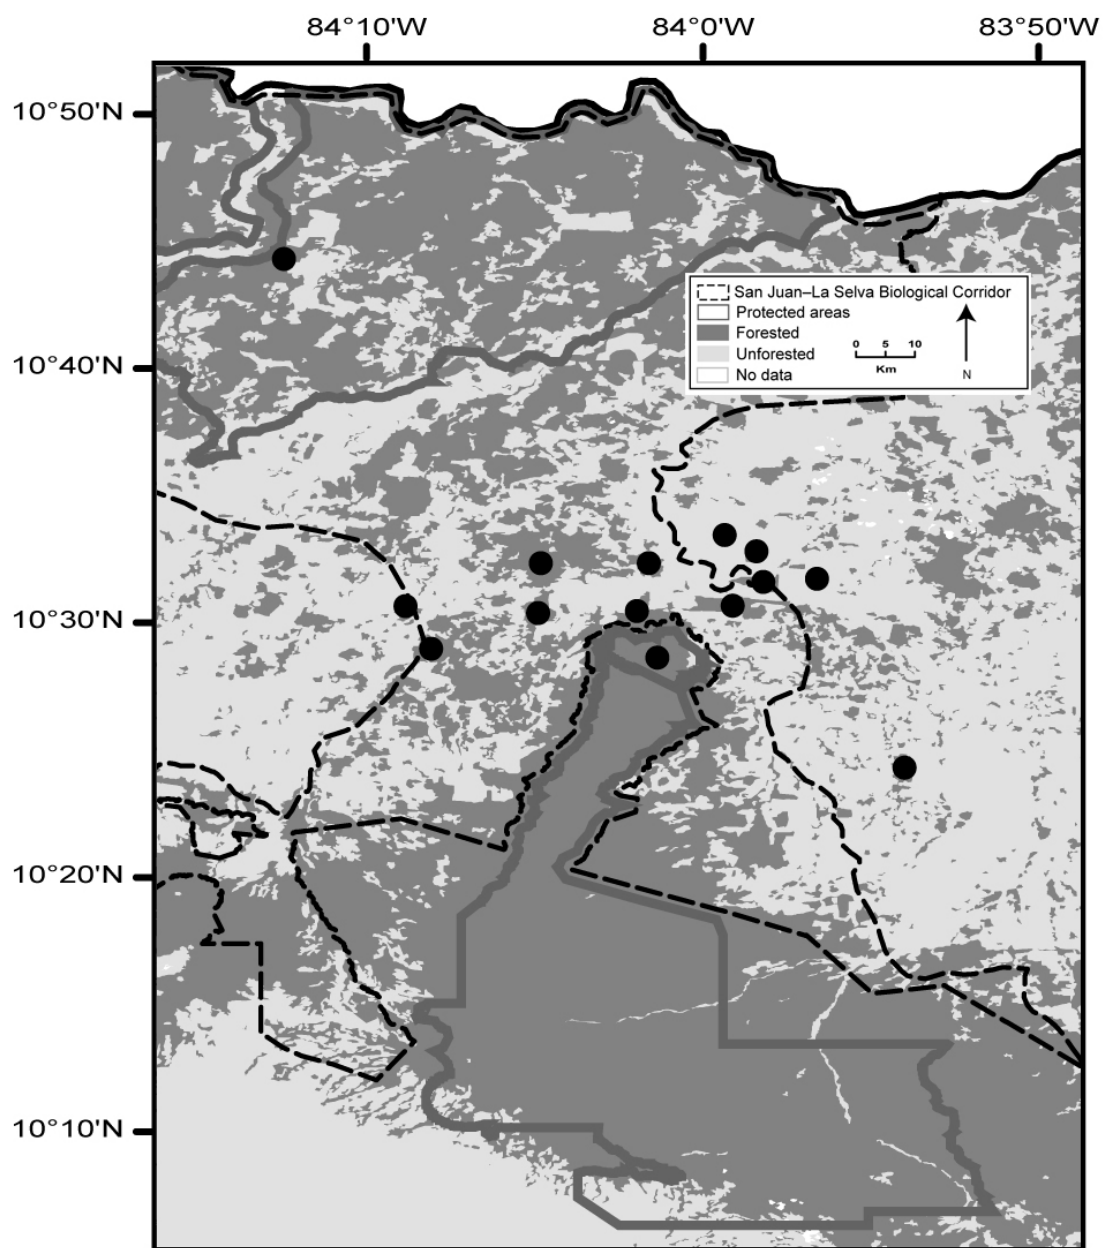 84°10'W 84°0'W 83°50'W
10°50'N
San Juan–La Selva Biological Corridor
Protected areas
Forested
Unforested
No data
0 5 10
Km
N
10°40'N
10°30'N
10°20'N
10°10'N